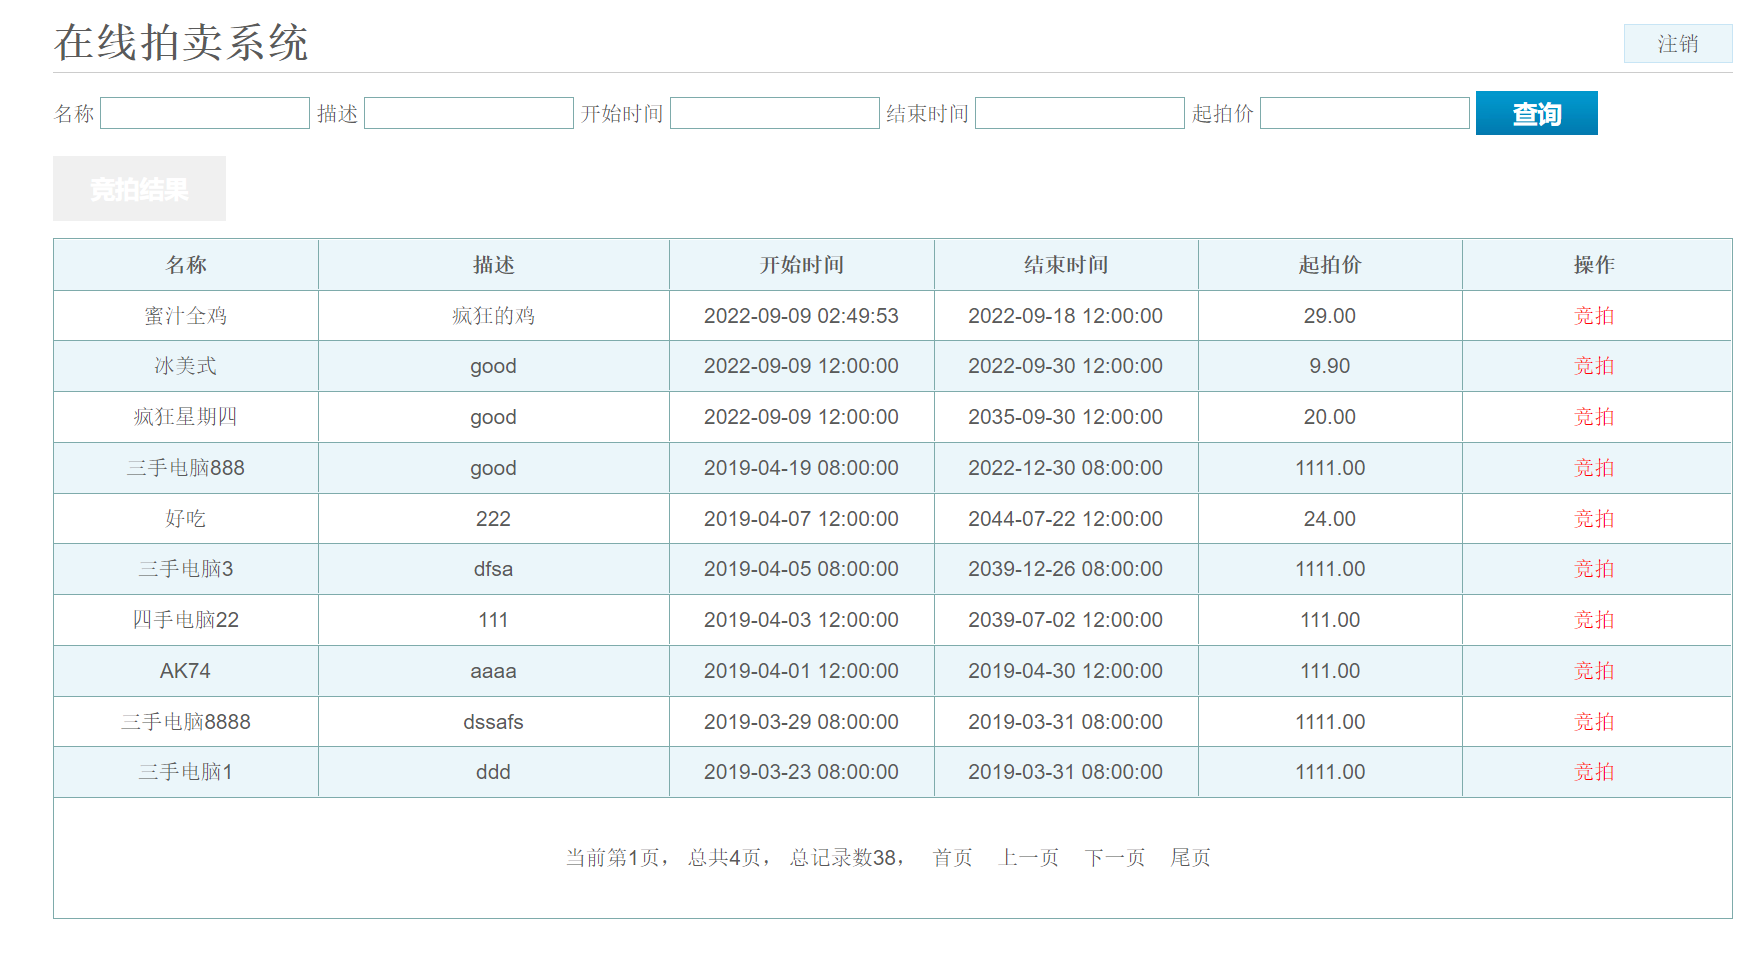 在线拍卖系统 注销
名称 描述 开始时间 结束时间 起拍价 查询
竞拍结果
名称 描述 开始时间 结束时间 起拍价 操作
蜜汁全鸡 疯狂的鸡 2022-09-09 02:49:53 2022-09-18 12:00:00 29.00 竞拍
冰美式 good 2022-09-09 12:00:00 2022-09-30 12:00:00 9.90 竞拍
疯狂星期四 good 2022-09-09 12:00:00 2035-09-30 12:00:00 20.00 竞拍
三手电脑888 good 2019-04-19 08:00:00 2022-12-30 08:00:00 1111.00 竞拍
好吃 222 2019-04-07 12:00:00 2044-07-22 12:00:00 24.00 竞拍
三手电脑3 dfsa 2019-04-05 08:00:00 2039-12-26 08:00:00 1111.00 竞拍
四手电脑22 111 2019-04-03 12:00:00 2039-07-02 12:00:00 111.00 竞拍
AK74 aaaa 2019-04-01 12:00:00 2019-04-30 12:00:00 111.00 竞拍
三手电脑8888 dssafs 2019-03-29 08:00:00 2019-03-31 08:00:00 1111.00 竞拍
三手电脑1 ddd 2019-03-23 08:00:00 2019-03-31 08:00:00 1111.00 竞拍
当前第1页， 总共4页， 总记录数38， 首页 上一页 下一页 尾页